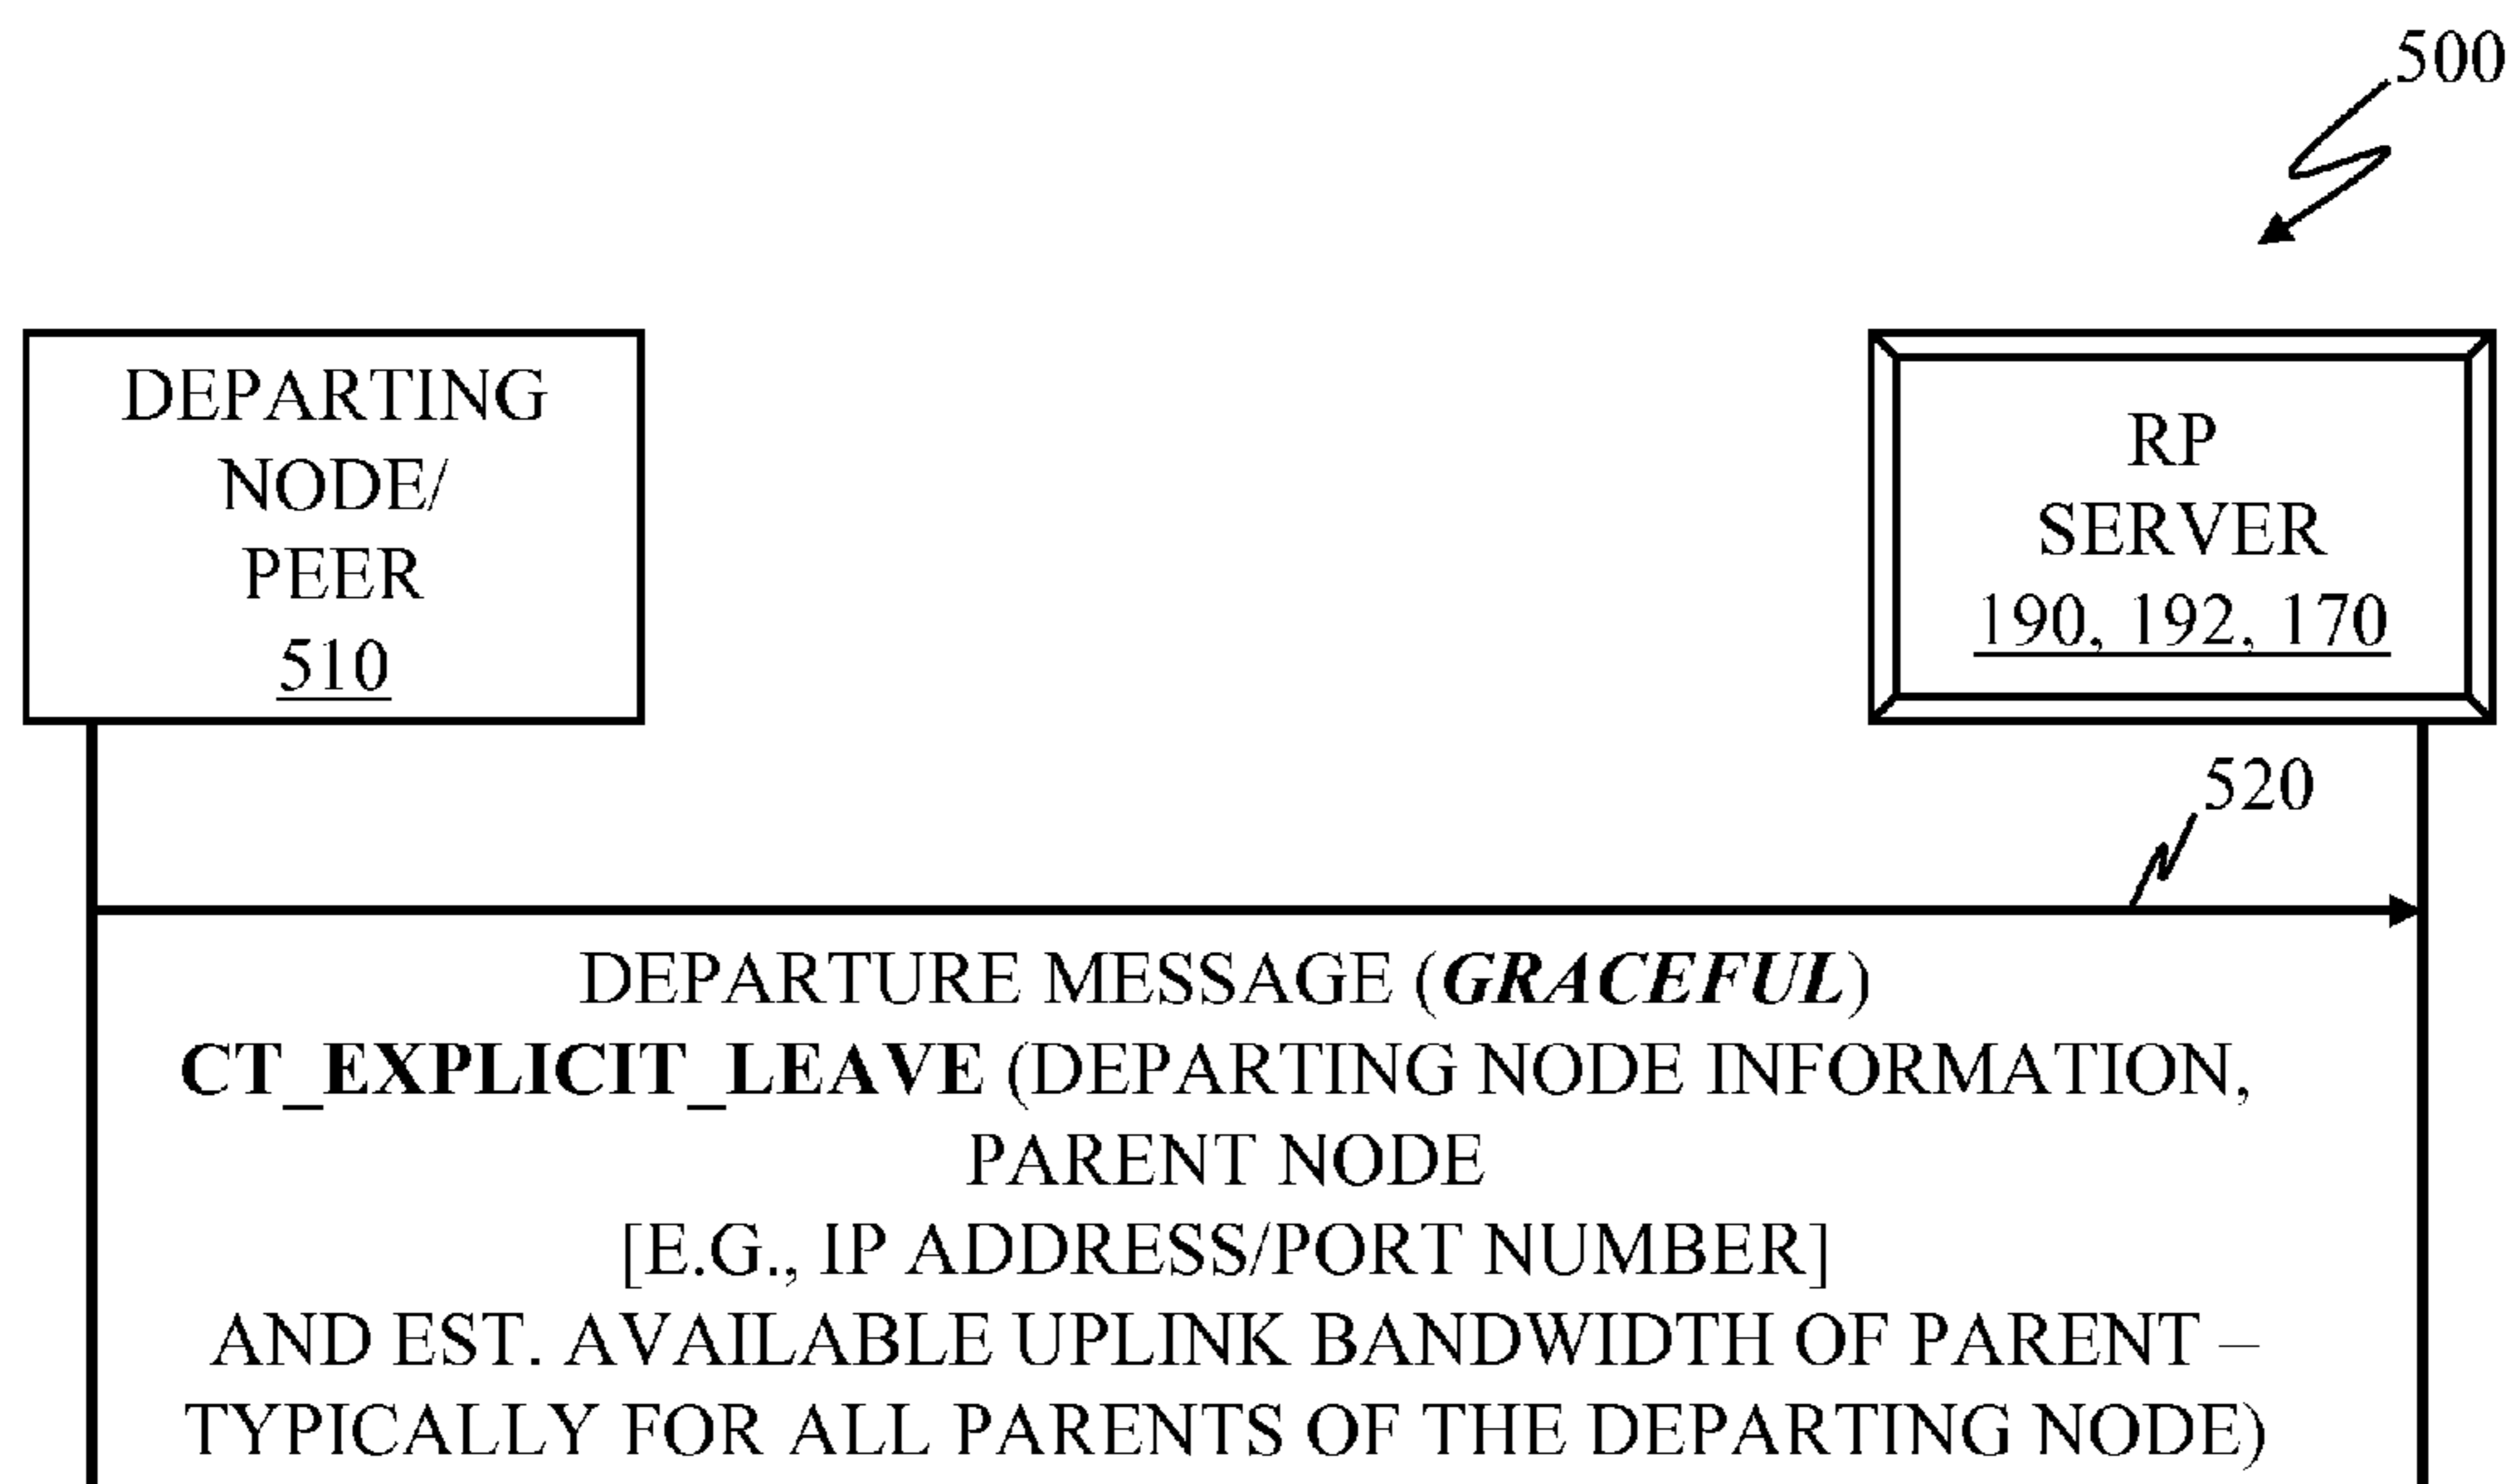 500
DEPARTING
NODE/
PEER
510
RP
SERVER
190, 192, 170
520
DEPARTURE MESSAGE (GRACEFUL)
CT_EXPLICIT_LEAVE (DEPARTING NODE INFORMATION,
PARENT NODE
[E.G., IP ADDRESS/PORT NUMBER]
AND EST. AVAILABLE UPLINK BANDWIDTH OF PARENT –
TYPICALLY FOR ALL PARENTS OF THE DEPARTING NODE)